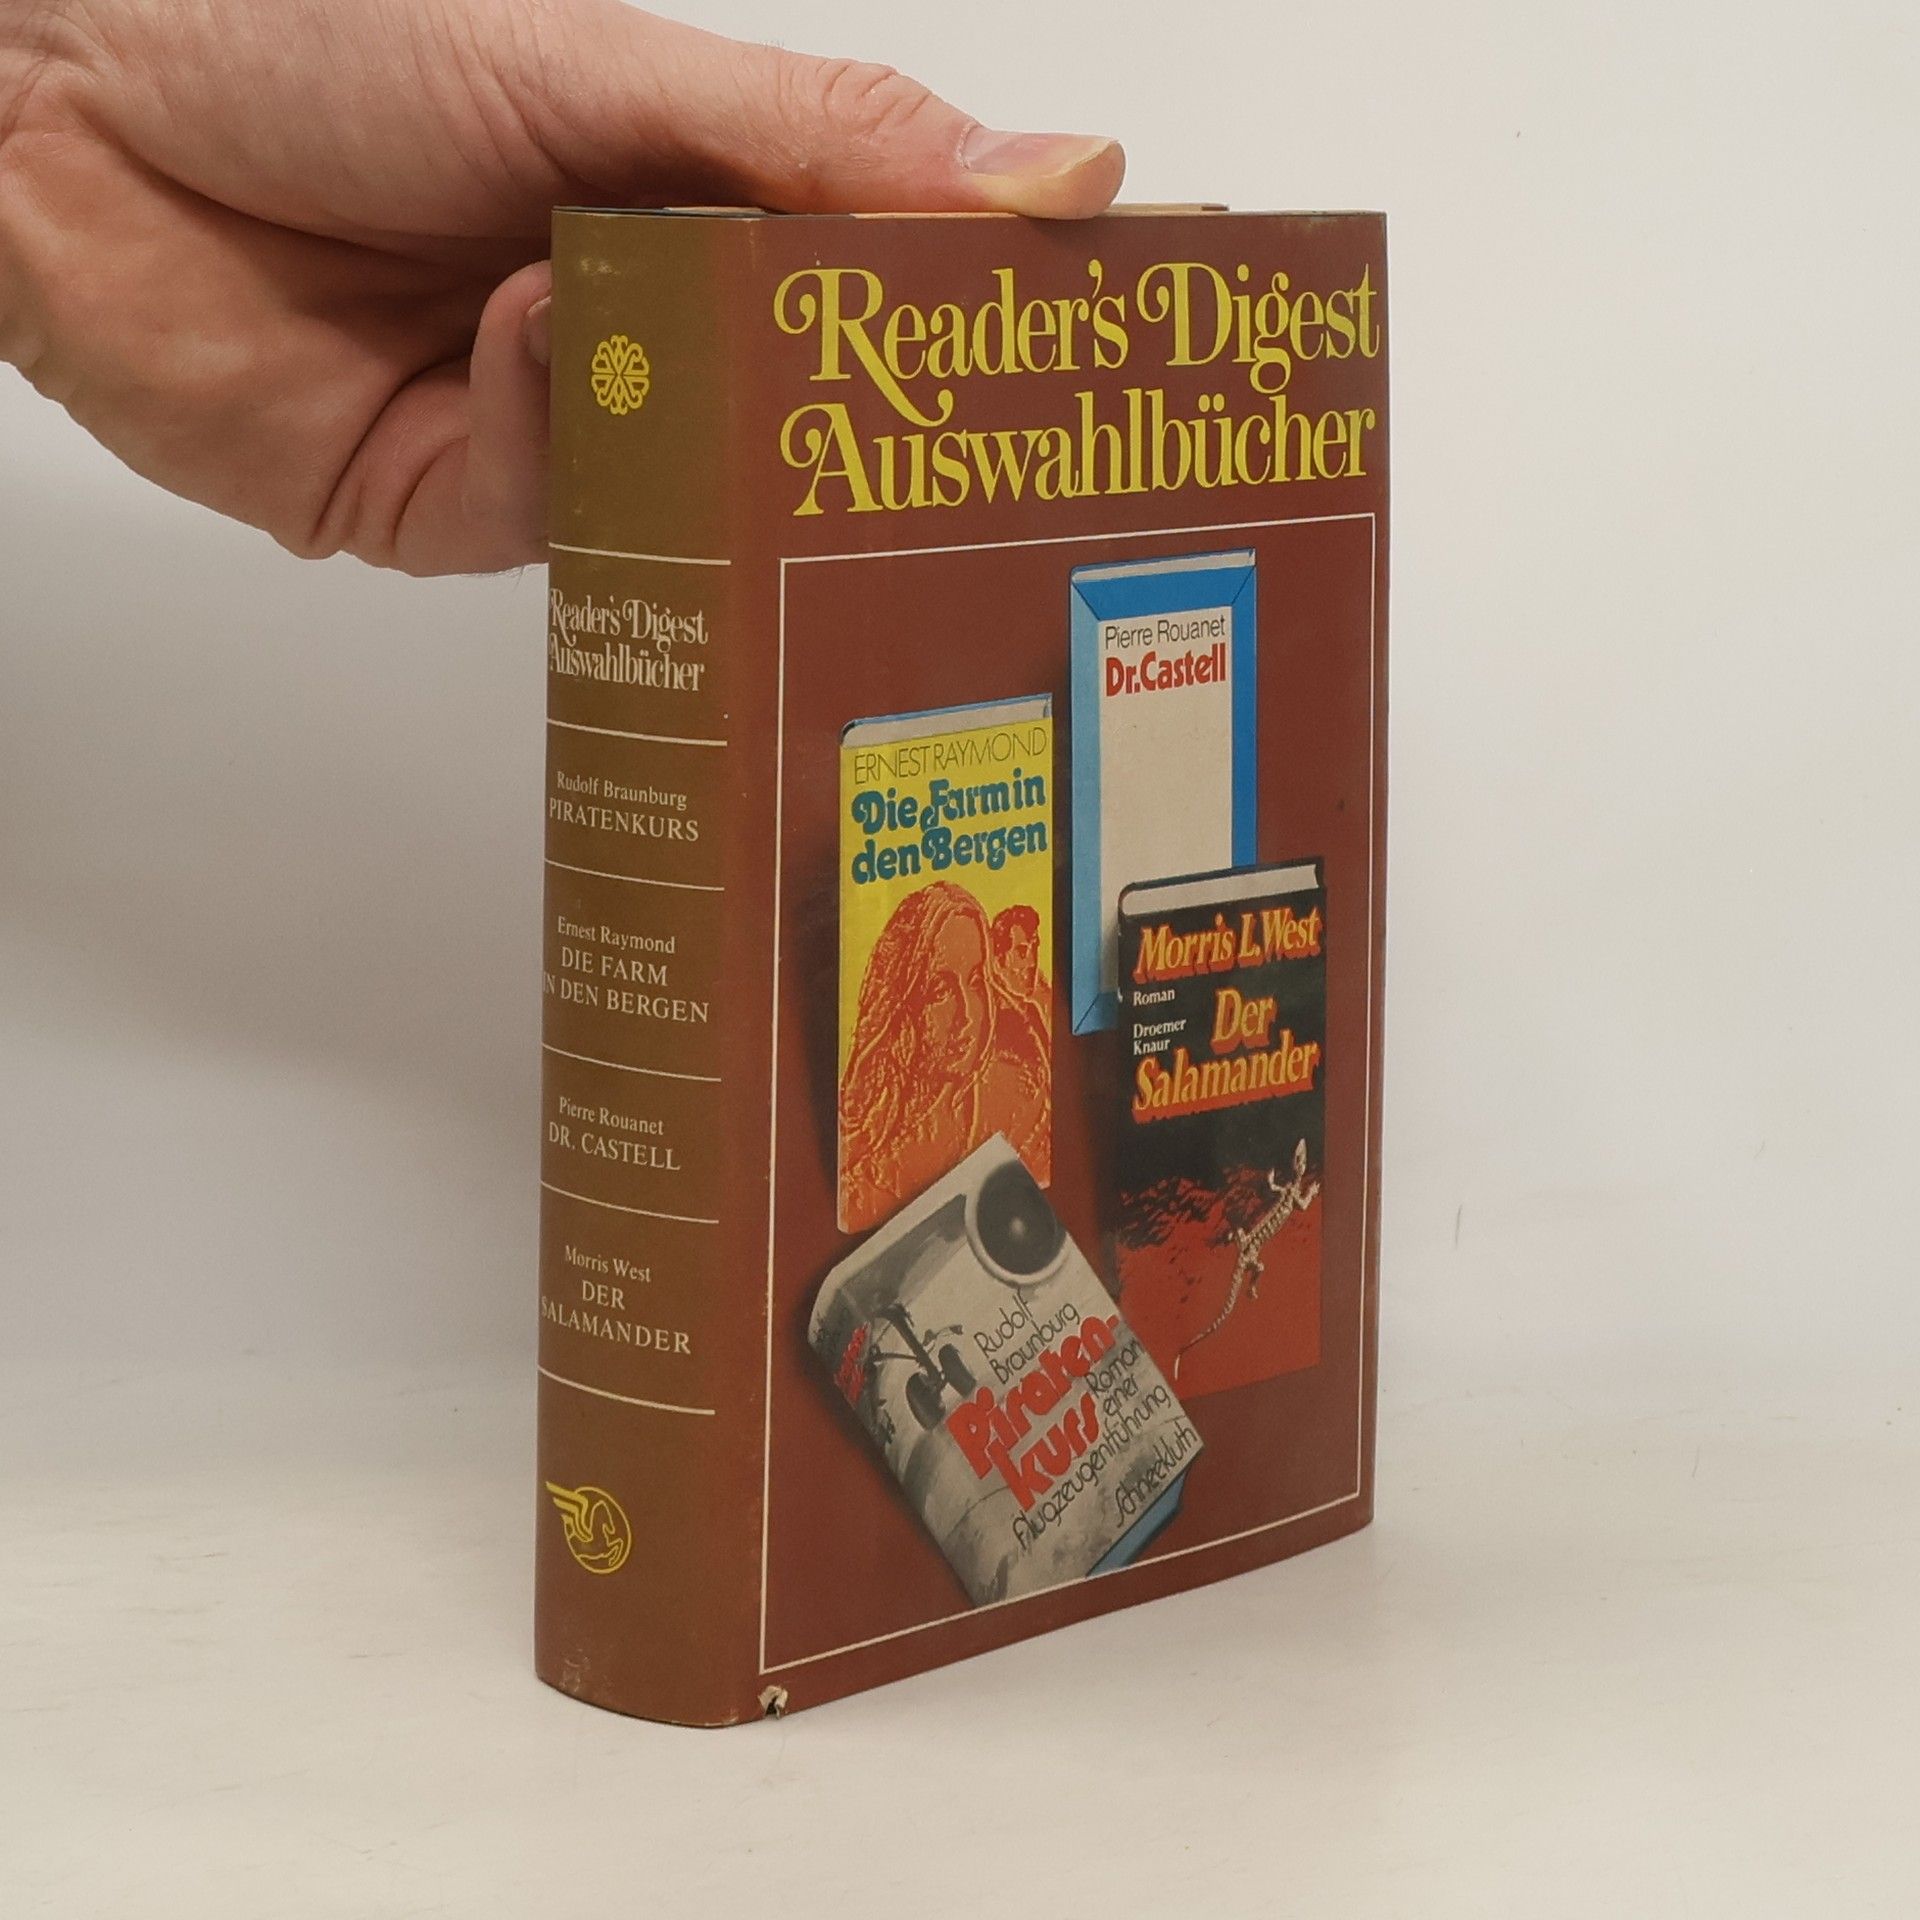 Reader's Digest
Auswahlbücher
Pierre Rouanet
Dr. Castell
ERNEST RAYMOND
Die Farm in
den Bergen
Morris L. West
Roman
Der
Droemer
Knaur
Salamander
Rudolf
Braunburg
Piraten-
kurs
Roman
einer
Flugzeugentführung
Schneekluth
Reader's Digest
Auswahlbücher
Rudolf Braunburg
PIRATENKURS
Ernest Raymond
DIE FARM
IN DEN BERGEN
Pierre Rouanet
DR. CASTELL
Morris West
DER
SALAMANDER